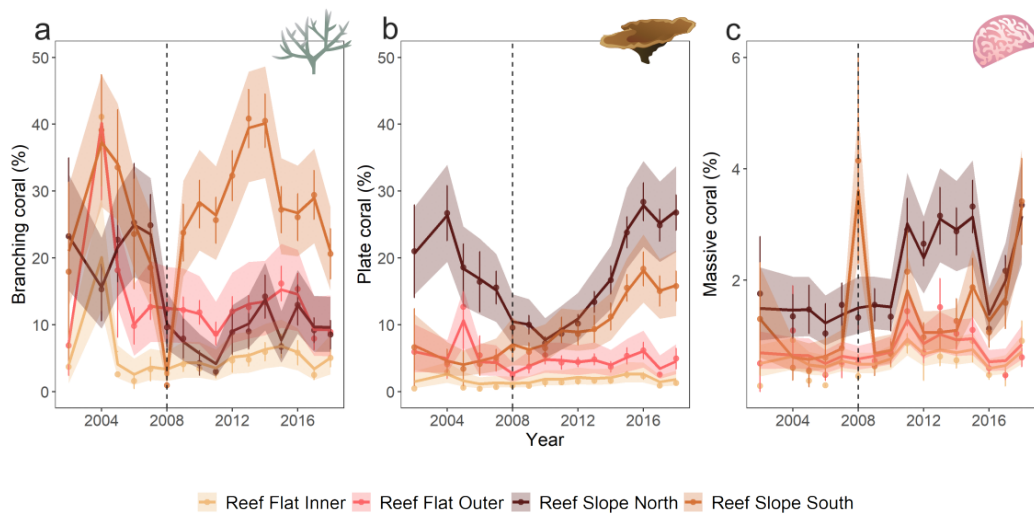 a
b
c
Branching coral (%)
50
40
30
20
10
0
2004
2008
2012
2016
Plate coral (%)
50
40
30
20
10
0
2004
2008
2012
2016
Year
Massive coral (%)
6
4
2
2004
2008
2012
2016
Reef Flat Inner
Reef Flat Outer
Reef Slope North
Reef Slope South